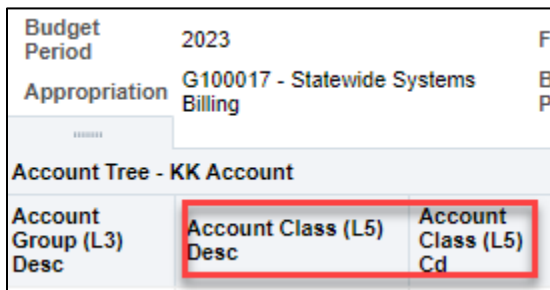 Budget
Period
2023
F
Appropriation
G100017 - Statewide Systems
Billing
B
P
Account Tree - KK Account
Account
Group (L3)
Desc
Account Class (L5)
Desc
Account
Class (L5)
Cd